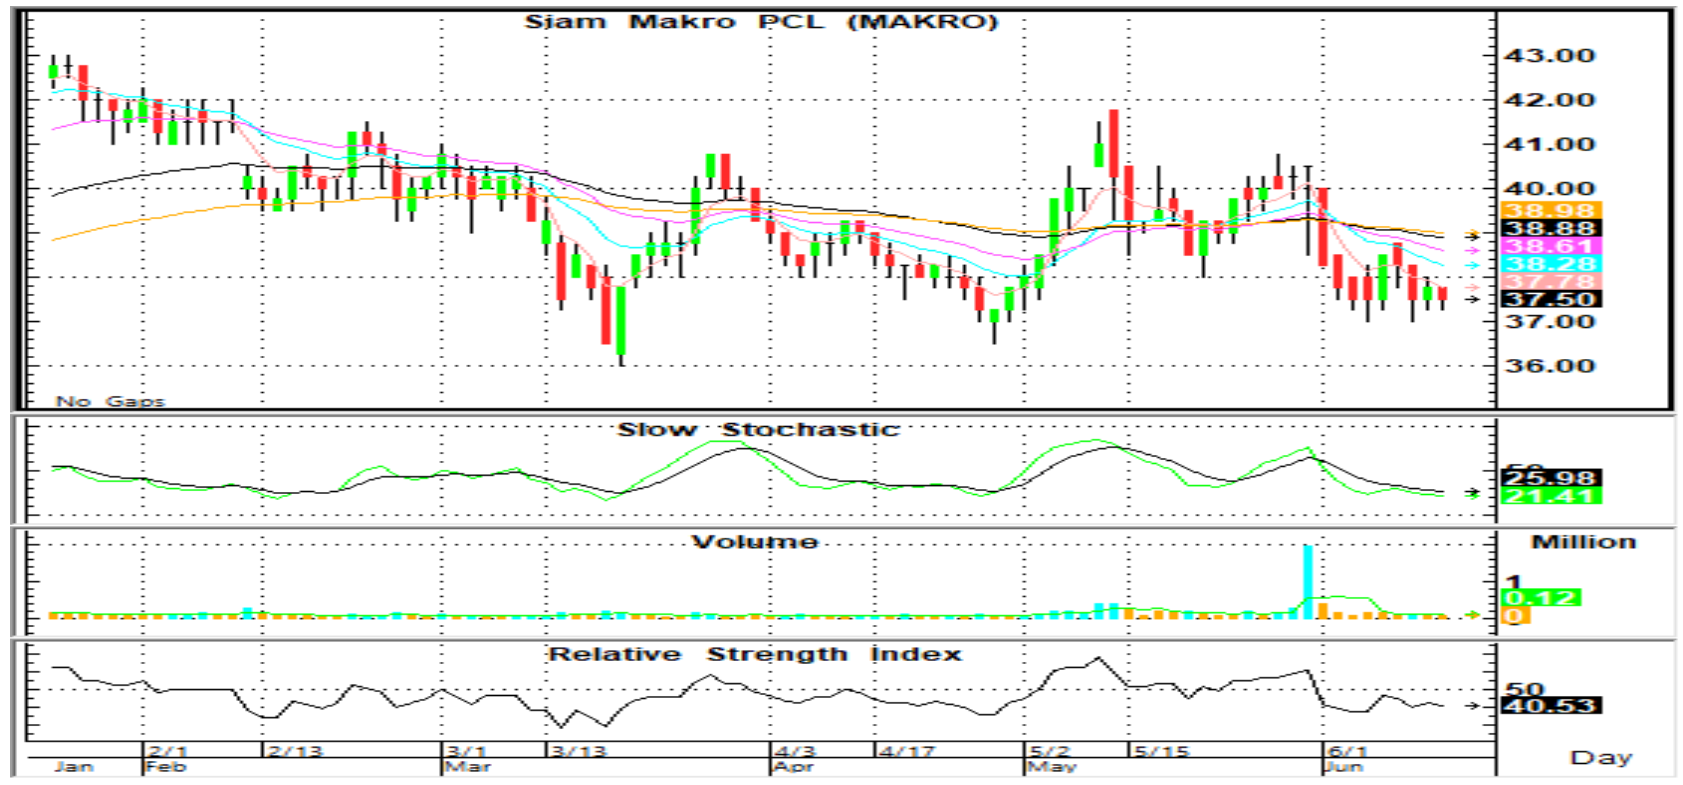 Siam Makro PCL (MAKRO)
43.00
42.00
41.00
40.00
38.98
38.88
38.61
38.28
37.78
37.50
37.00
36.00
No Gaps
Slow Stochastic
50
25.98
21.41
Volume
Million
1
0.12
0
Relative Strength Index
50
40.53
2/1 2/13 3/1 3/13 4/3 4/17 5/2 5/15 6/1
Jan Feb Mar Apr May Jun
Day